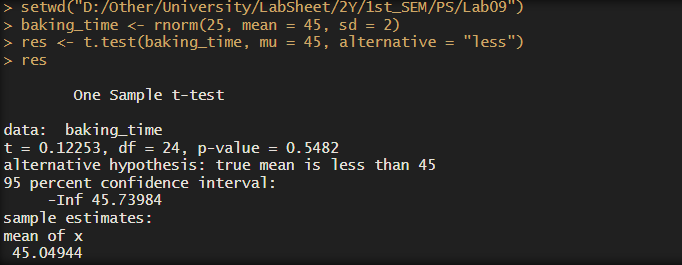 > setwd("D:/Other/University/LabSheet/2Y/1st_SEM/PS/Lab09")
> baking_time <- rnorm(25, mean = 45, sd = 2)
> res <- t.test(baking_time, mu = 45, alternative = "less")
> res
One Sample t-test
data:  baking_time
t = 0.12253, df = 24, p-value = 0.5482
alternative hypothesis: true mean is less than 45
95 percent confidence interval:
-Inf 45.73984
sample estimates:
mean of x
45.04944